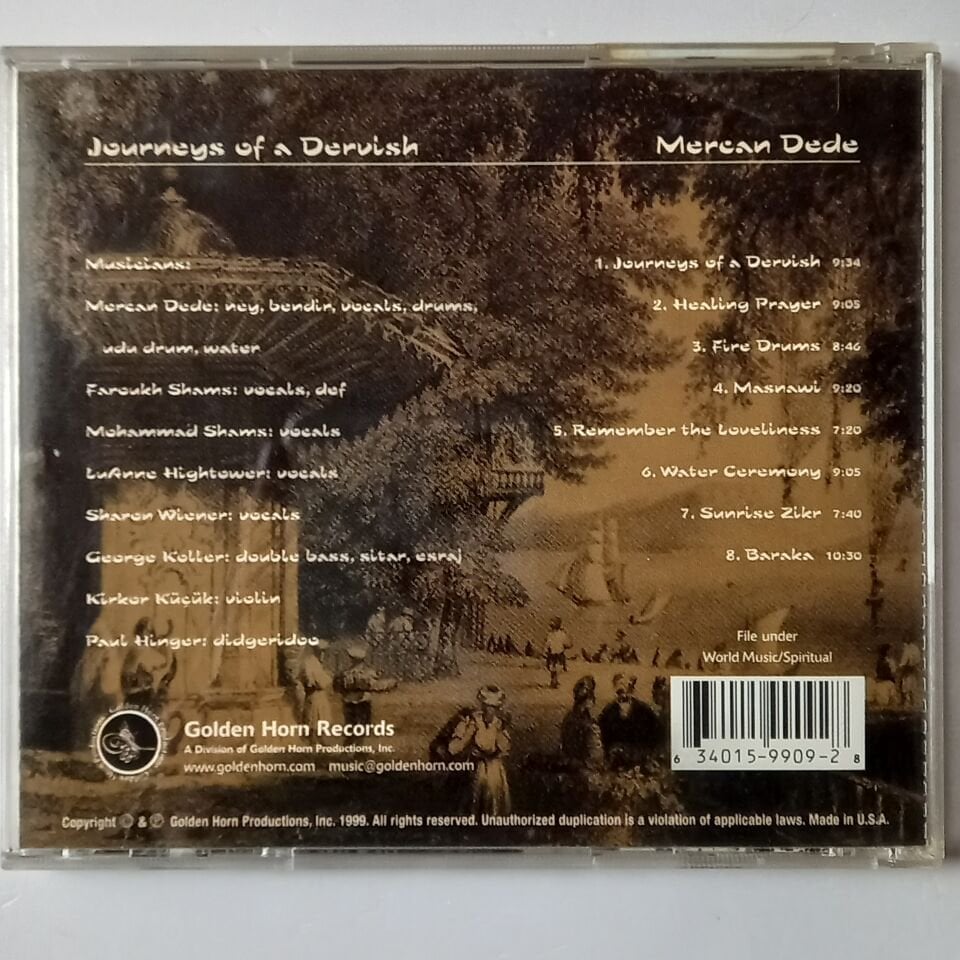 Journeys of a Dervish
Mercan Dede
Musicians:
Mercan Dede: ney, bendir, vocals, drums,
udu drum, water
Faroukh Shams: vocals, def
Mohammad Shams: vocals
LuAnne Hightower: vocals
Sharon Wiener: vocals
George Koller: double bass, sitar, esraj
Kirkor Küçük: violin
Paul Hinger: didgeridoo
1. Journeys of a Dervish 9:34
2. Healing Prayer 9:05
3. Fire Drums 8:46
4. Masnawi 9:20
5. Remember the Loveliness 7:20
6. Water Ceremony 9:05
7. Sunrise Zikr 7:40
8. Baraka 10:30
File under
World Music/Spiritual
6 34015-9909-2 8
Golden Horn Records
A Division of Golden Horn Productions, Inc.
www.goldenhorn.com music@goldenhorn.com
Copyright © & ℗ Golden Horn Productions, Inc. 1999. All rights reserved. Unauthorized duplication is a violation of applicable laws. Made in U.S.A.